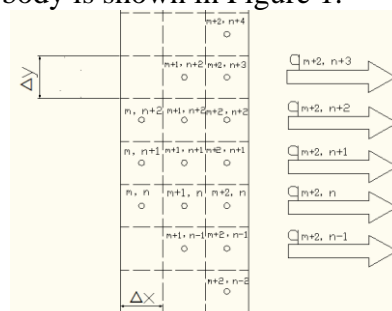 body is shown in Figure 1.
m+2, n+4
Δy m+1, n+2 m+2, n+3 q m+2, n+3
m, n+2 m+1, n+2 m+2, n+2 q m+2, n+2
m, n+1 m+1, n+1 m+2, n+1 q m+2, n+1
m, n m+1, n m+2, n q m+2, n
m+1, n-1 m+2, n-1 q m+2, n-1
Δx m+2, n-2